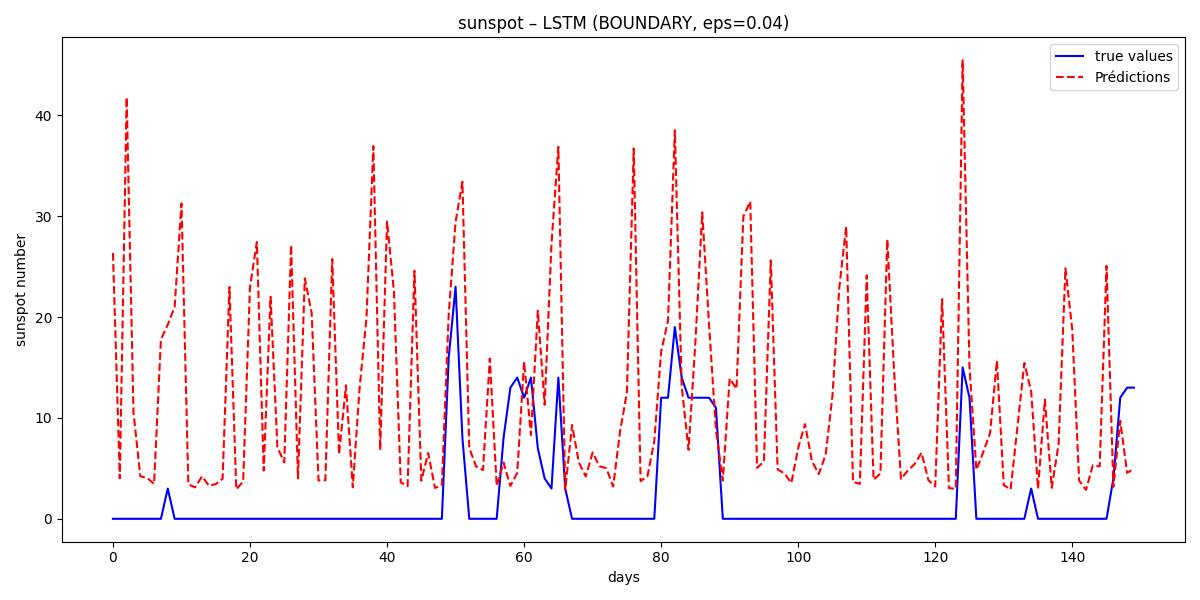 sunspot – LSTM (BOUNDARY, eps=0.04)
true values
Prédictions
sunspot number
40
30
20
10
0
0 20 40 60 80 100 120 140
days